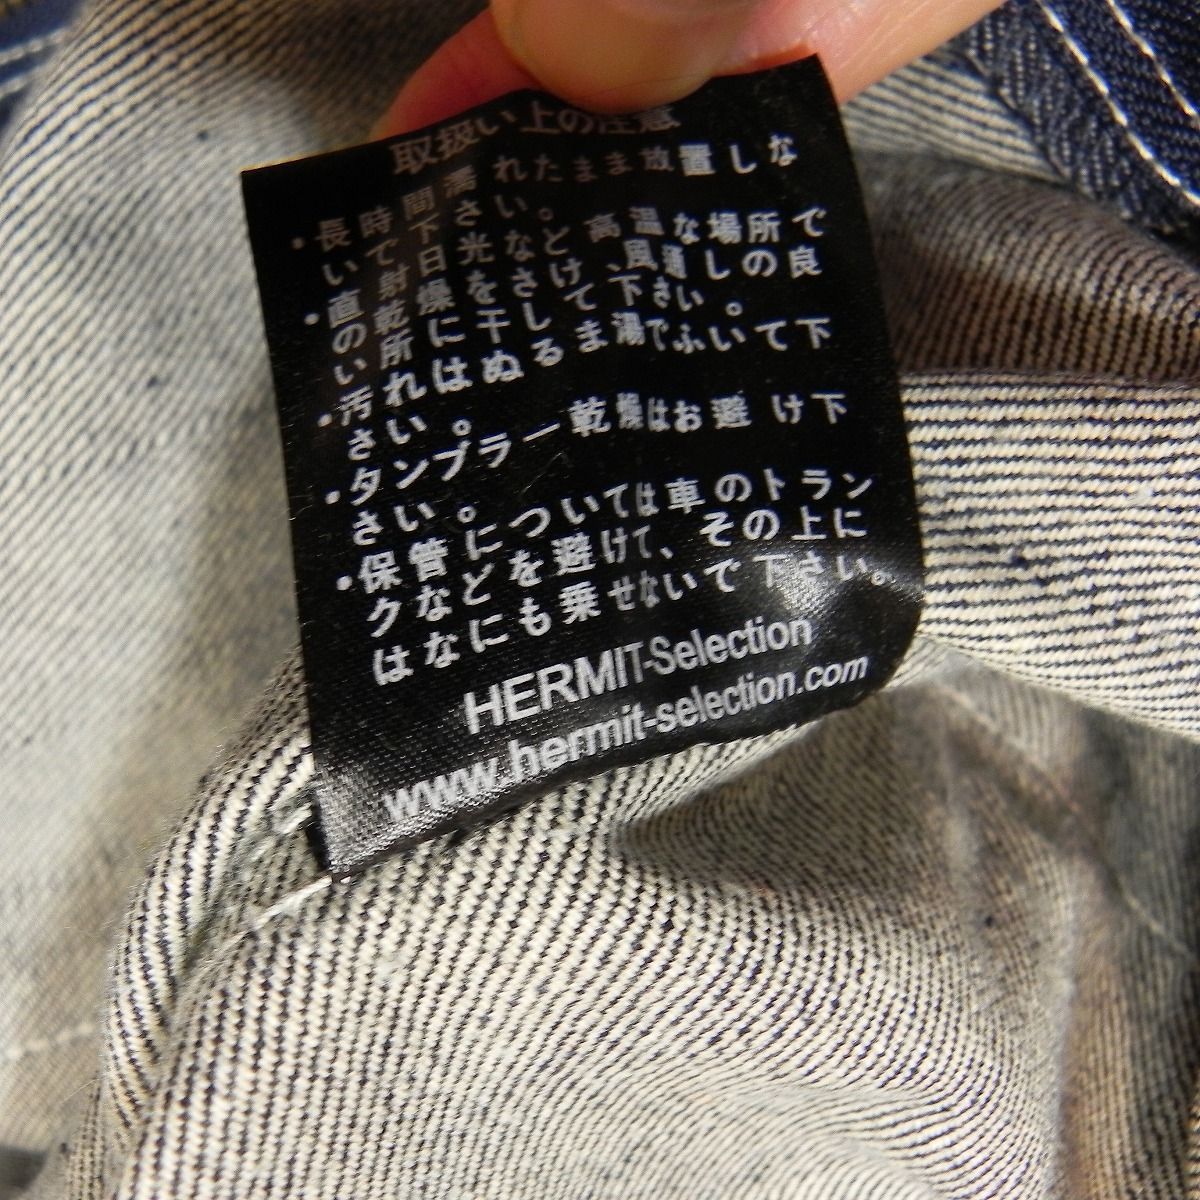 取扱い上の注意
・長時間濡れたまま放置しな
いで下さい。
・直射日光など高温な場所で
の乾燥をさけ、風通しの良
い所に干して下さい。
・汚れはぬるま湯でふいて下
さい。
・タンブラー乾燥はお避け下
さい。
・保管については車のトラン
クなどを避けて、その上に
はなにも乗せないで下さい。
HERMIT-Selection
www.hermit-selection.com